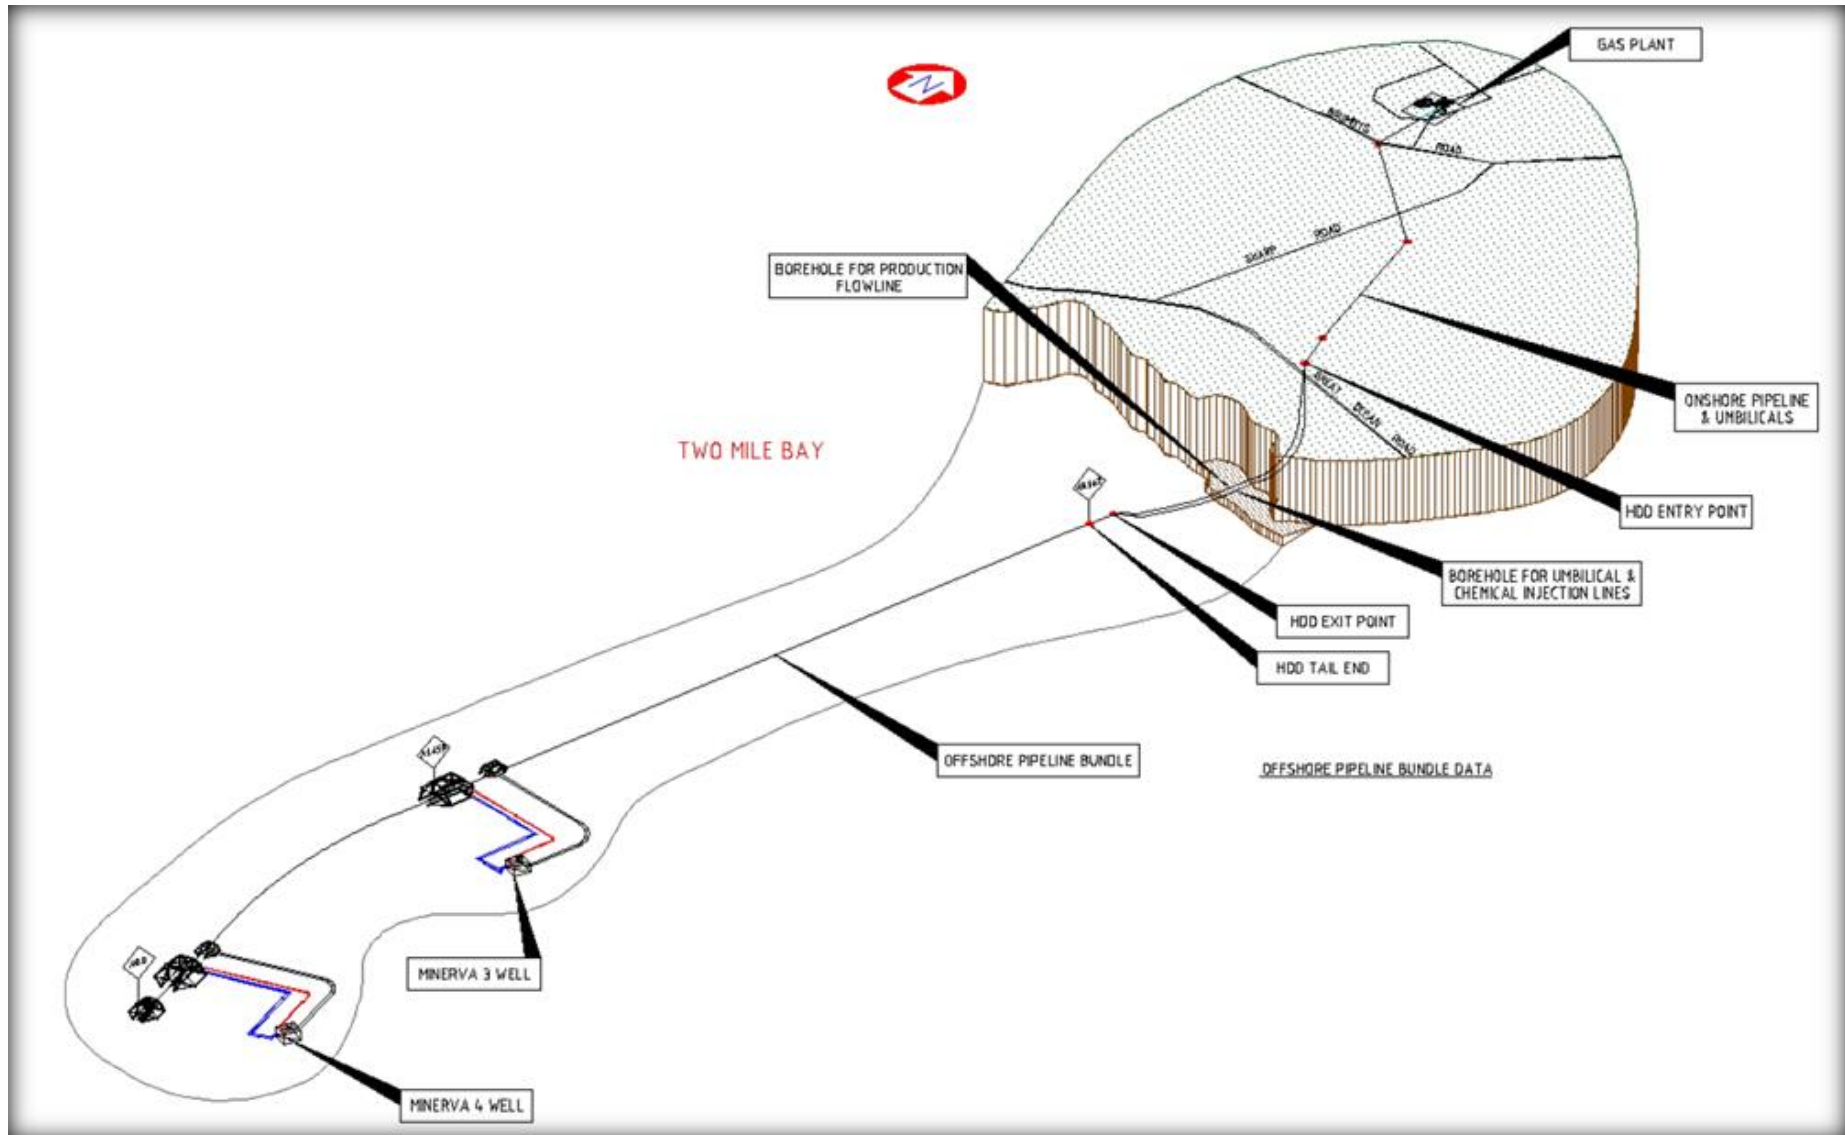 GAS PLANT
N
BRUMBYS
ROAD
SHARP ROAD
BOREHOLE FOR PRODUCTION
FLOWLINE
TWO MILE BAY
GREAT OCEAN ROAD
ONSHORE PIPELINE
& UMBILICALS
HDD ENTRY POINT
BOREHOLE FOR UMBILICAL &
CHEMICAL INJECTION LINES
HDD EXIT POINT
HDD TAIL END
OFFSHORE PIPELINE BUNDLE
OFFSHORE PIPELINE BUNDLE DATA
MINERVA 3 WELL
MINERVA 4 WELL